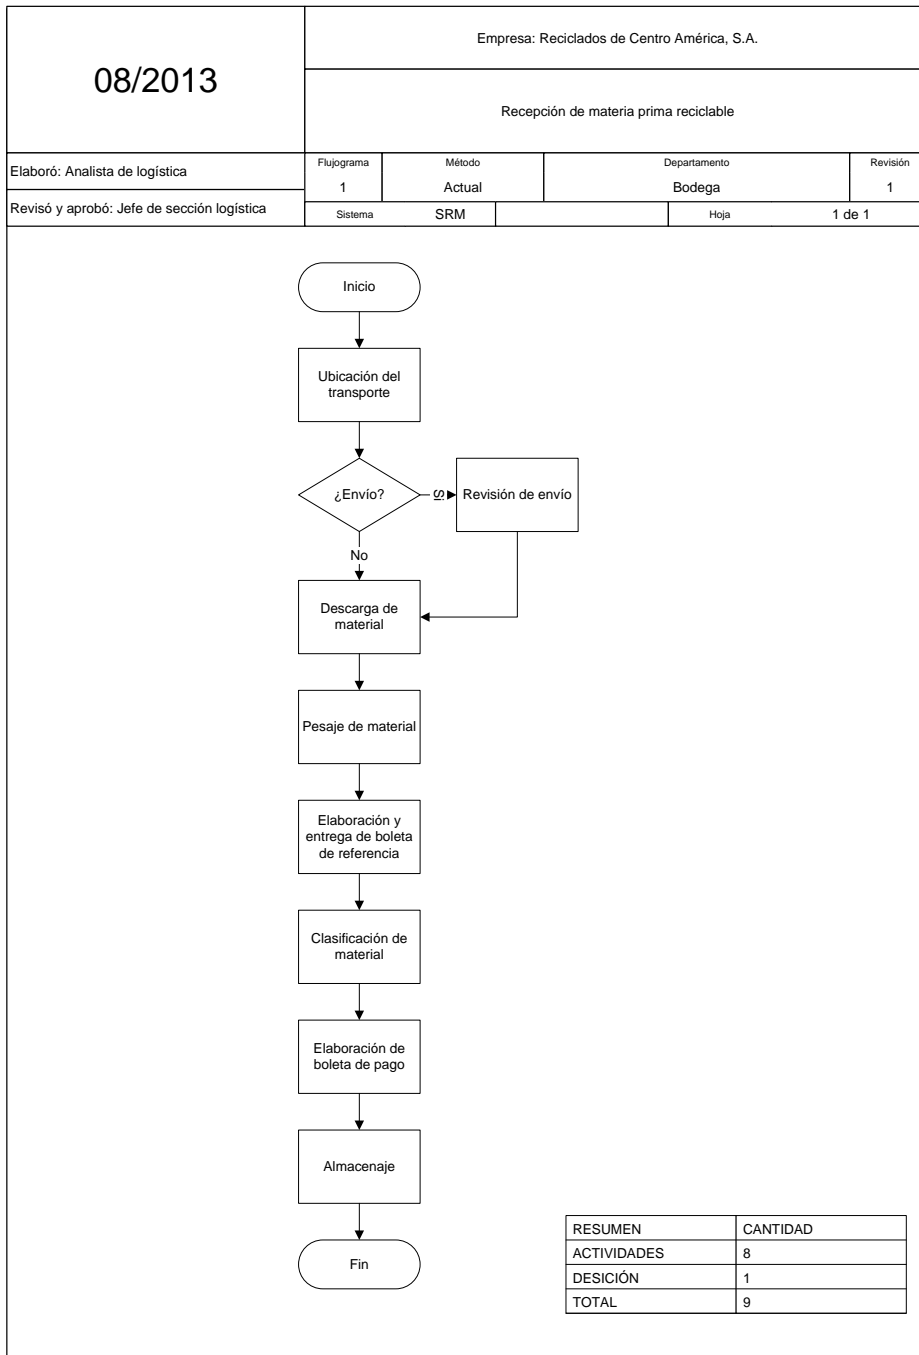 08/2013
Empresa: Reciclados de Centro América, S.A.
Recepción de materia prima reciclable
Elaboró: Analista de logística
Revisó y aprobó: Jefe de sección logística
Flujograma
1
Método
Actual
Departamento
Bodega
Revisión
1
Sistema
SRM
Hoja
1 de 1
Inicio
Ubicación del
transporte
¿Envío?
Sí
Revisión de envío
No
Descarga de
material
Pesaje de material
Elaboración y
entrega de boleta
de referencia
Clasificación de
material
Elaboración de
boleta de pago
Almacenaje
Fin
RESUMEN CANTIDAD
ACTIVIDADES 8
DESICIÓN 1
TOTAL 9